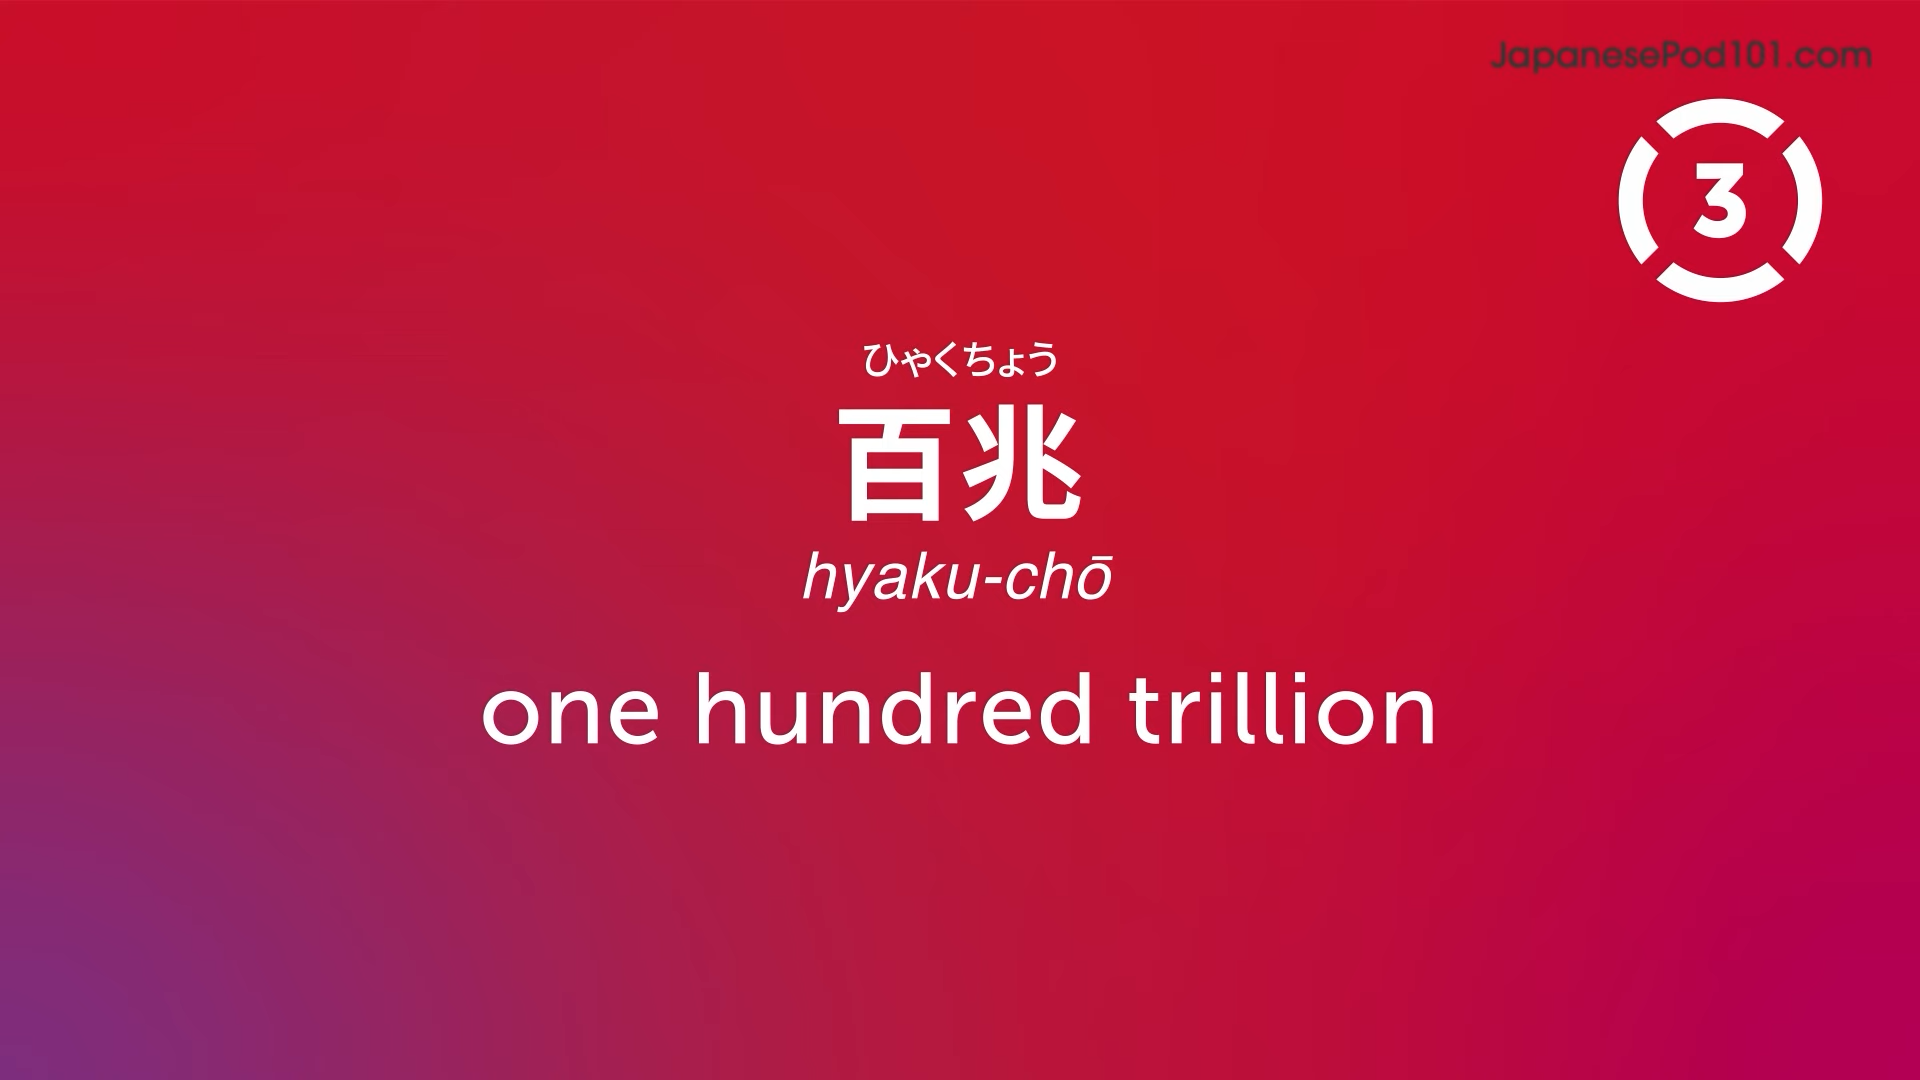 JapanesePod101.com
3
ひゃくちょう
百兆
hyaku-chō
one hundred trillion